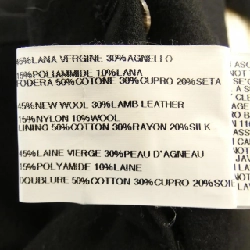 45%LANA VERGINE 30%AGNELLO
15%POLIAMMIDE 10%LANA
FODERA 50%COTONE 30%CUPRO 20%SETA
45%NEW WOOL 30%LAMB LEATHER
15%NYLON 10%WOOL
LINING 50%COTTON 30%RAYON 20%SILK
45%LAINE VIERGE 30%PEAU D'AGNEAU
15%POLYAMIDE 10%LAINE
DOUBLURE 50%COTTON 30%CUPRO 20%SOIE